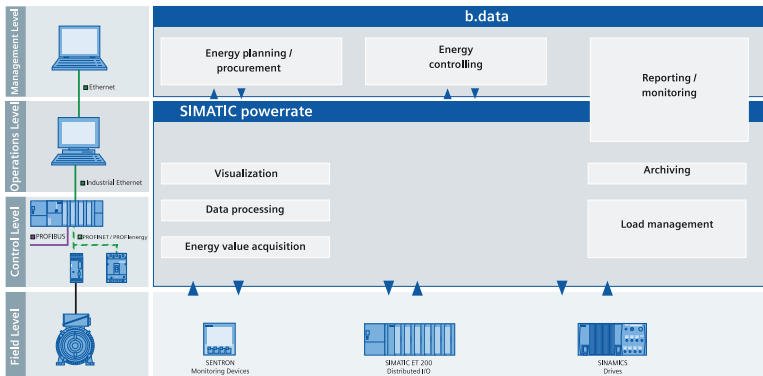 Management Level
Ethernet
Operations Level
Industrial Ethernet
Control Level
PROFIBUS
PROFINET / PROFIenergy
Field Level
b.data
Energy planning /
procurement
Energy
controlling
Reporting /
monitoring
SIMATIC powerrate
Visualization
Archiving
Data processing
Load management
Energy value acquisition
SENTRON
Monitoring Devices
SIMATIC ET 200
Distributed I/O
SINAMICS
Drives